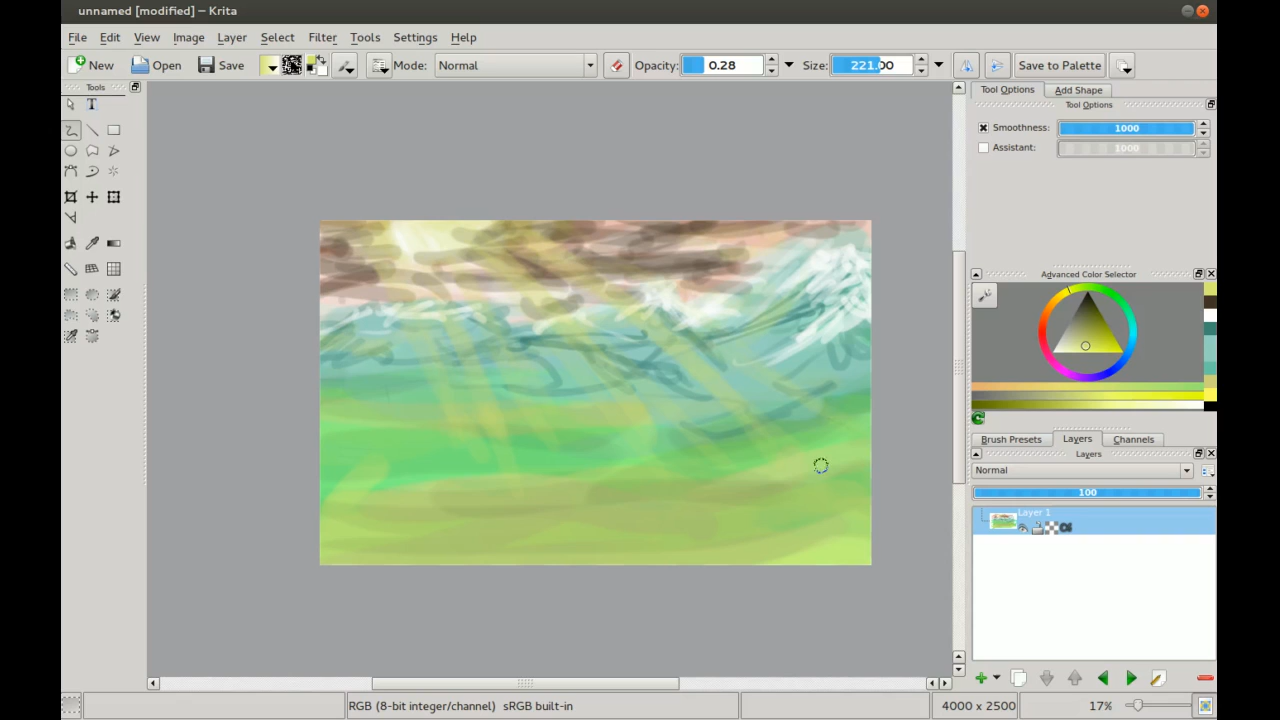 unnamed [modified] – Krita
File Edit View Image Layer Select Filter Tools Settings Help
New Open Save Mode: Normal Opacity: 0.28 Size: 221.00 Save to Palette
Tools
T
Tool Options Add Shape
Tool Options
Smoothness: 1000
Assistant: 1000
Advanced Color Selector
Brush Presets Layers Channels
Layers
Normal
100
Layer 1
RGB (8-bit integer/channel) sRGB built-in 4000 x 2500 17%